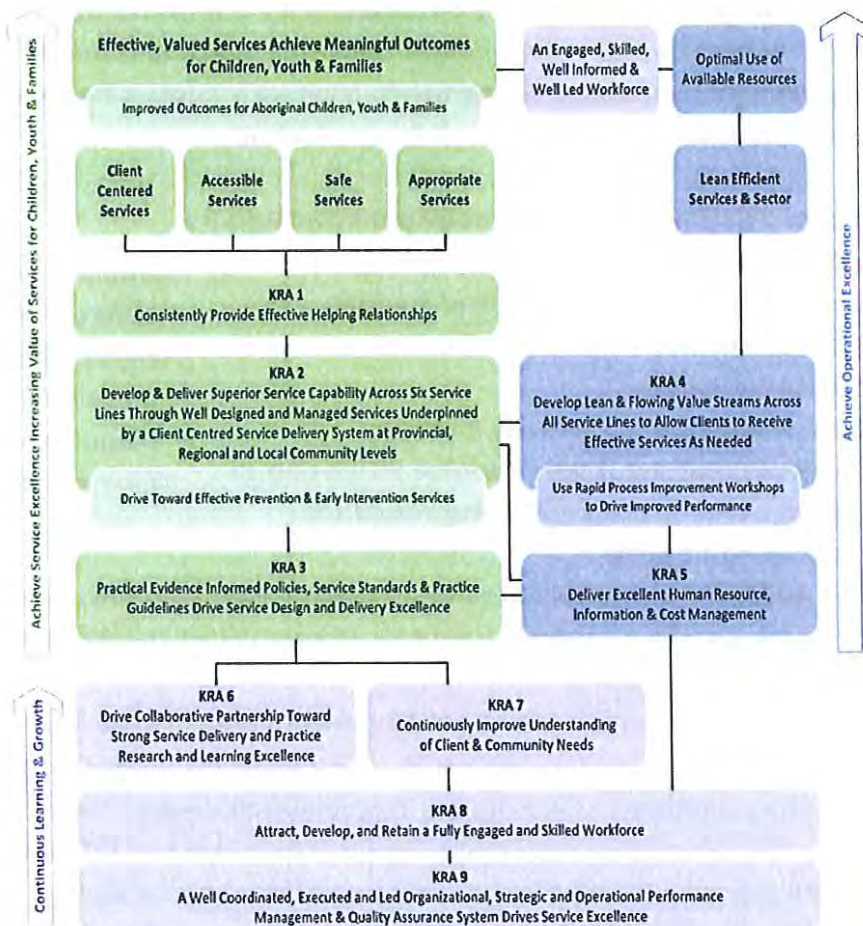 Effective, Valued Services Achieve Meaningful Outcomes
for Children, Youth & Families
Improved Outcomes for Aboriginal Children, Youth & Families
An Engaged, Skilled,
Well Informed &
Well Led Workforce
Optimal Use of
Available Resources
Client
Centered
Services
Accessible
Services
Safe
Services
Appropriate
Services
Lean Efficient
Services & Sector
KRA 1
Consistently Provide Effective Helping Relationships
KRA 2
Develop & Deliver Superior Service Capability Across Six Service
Lines Through Well Designed and Managed Services Underpinned
by a Client Centred Service Delivery System at Provincial,
Regional and Local Community Levels
Drive Toward Effective Prevention & Early Intervention Services
KRA 4
Develop Lean & Flowing Value Streams Across
All Service Lines to Allow Clients to Receive
Effective Services As Needed
Use Rapid Process Improvement Workshops
to Drive Improved Performance
KRA 3
Practical Evidence Informed Policies, Service Standards & Practice
Guidelines Drive Service Design and Delivery Excellence
KRA 5
Deliver Excellent Human Resource,
Information & Cost Management
KRA 6
Drive Collaborative Partnership Toward
Strong Service Delivery and Practice
Research and Learning Excellence
KRA 7
Continuously Improve Understanding
of Client & Community Needs
KRA 8
Attract, Develop, and Retain a Fully Engaged and Skilled Workforce
KRA 9
A Well Coordinated, Executed and Led Organizational, Strategic and Operational Performance
Management & Quality Assurance System Drives Service Excellence
Achieve Service Excellence Increasing Value of Services for Children, Youth & Families
Continuous Learning & Growth
Achieve Operational Excellence